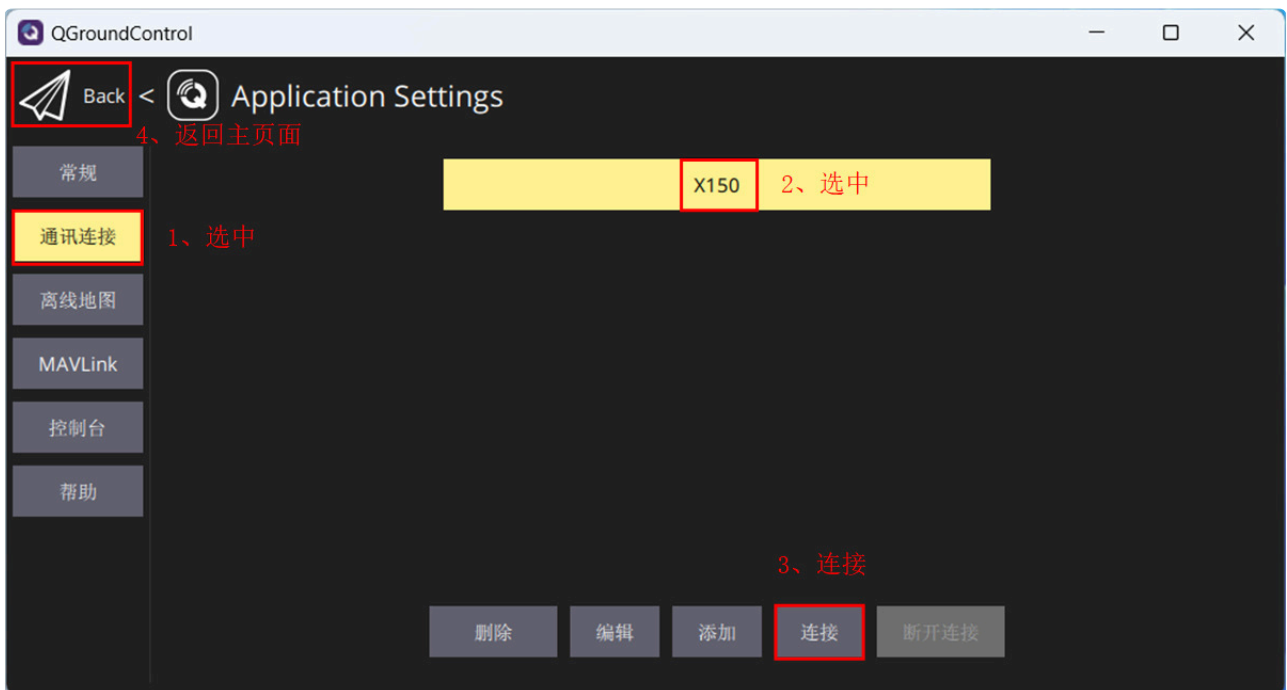 QGroundControl
Back < Application Settings
4、返回主页面
常规
X150
2、选中
通讯连接
1、选中
离线地图
MAVLink
控制台
帮助
3、连接
删除
编辑
添加
连接
断开连接